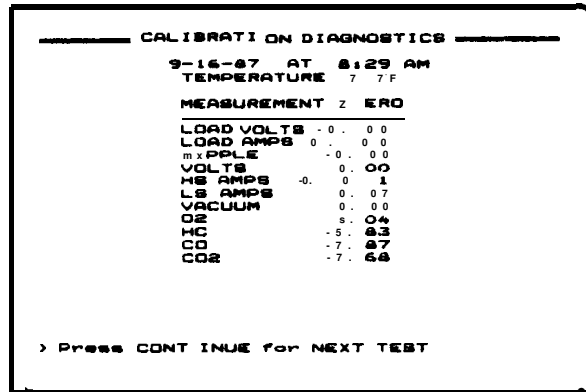 CALIBRATI ON DIAGNOSTICS
9-16-87 AT 8:29 AM
TEMPERATURE 7 7°F
MEASUREMENT Z ERO
LOAD VOLTS -0. 00
LOAD AMPS 0. 00
mxPPLE -0. 00
VOLTS 0. 00
HS AMPS -0. 0 1
LS AMPS 0. 07
VACUUM 0. 00
O2 s. 04
HC -5. 83
CO -7. 87
CO2 -7. 68
> Press CONT INUE for NEXT TEST